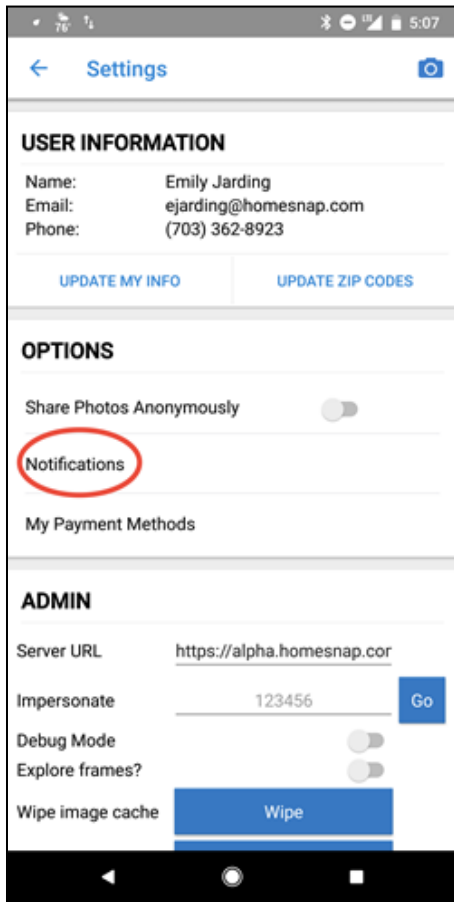 76° 5:07
Settings
USER INFORMATION
Name: Emily Jarding
Email: ejarding@homesnap.com
Phone: (703) 362-8923
UPDATE MY INFO UPDATE ZIP CODES
OPTIONS
Share Photos Anonymously
Notifications
My Payment Methods
ADMIN
Server URL https://alpha.homesnap.cor
Impersonate 123456 Go
Debug Mode
Explore frames?
Wipe image cache Wipe